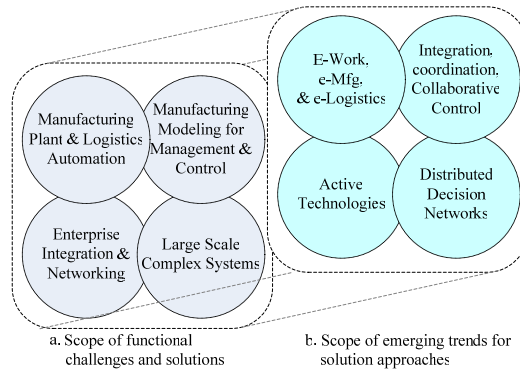 Manufacturing
Plant & Logistics
Automation
Manufacturing
Modeling for
Management &
Control
Enterprise
Integration &
Networking
Large Scale
Complex Systems
E-Work,
e-Mfg,
& e-Logistics
Integration,
coordination,
Collaborative
Control
Active
Technologies
Distributed
Decision
Networks
a. Scope of functional
challenges and solutions
b. Scope of emerging trends for
solution approaches